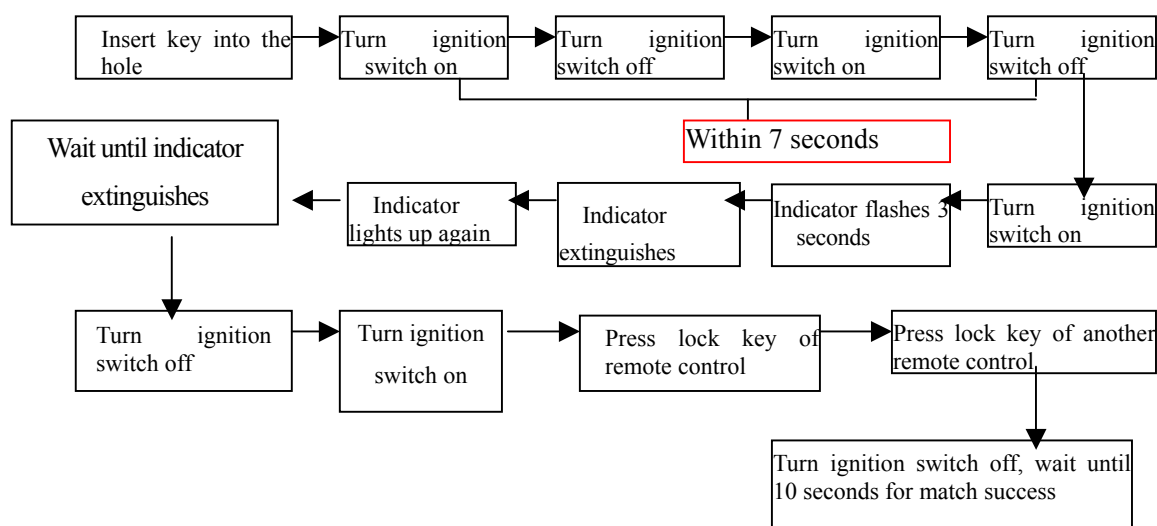 Insert key into the
hole
Turn ignition
switch on
Turn ignition
switch off
Turn ignition
switch on
Turn ignition
switch off
Within 7 seconds
Turn ignition
switch on
Indicator flashes 3
seconds
Indicator
extinguishes
Indicator
lights up again
Wait until indicator
extinguishes
Turn ignition
switch off
Turn ignition
switch on
Press lock key of
remote control
Press lock key of another
remote control
Turn ignition switch off, wait until
10 seconds for match success